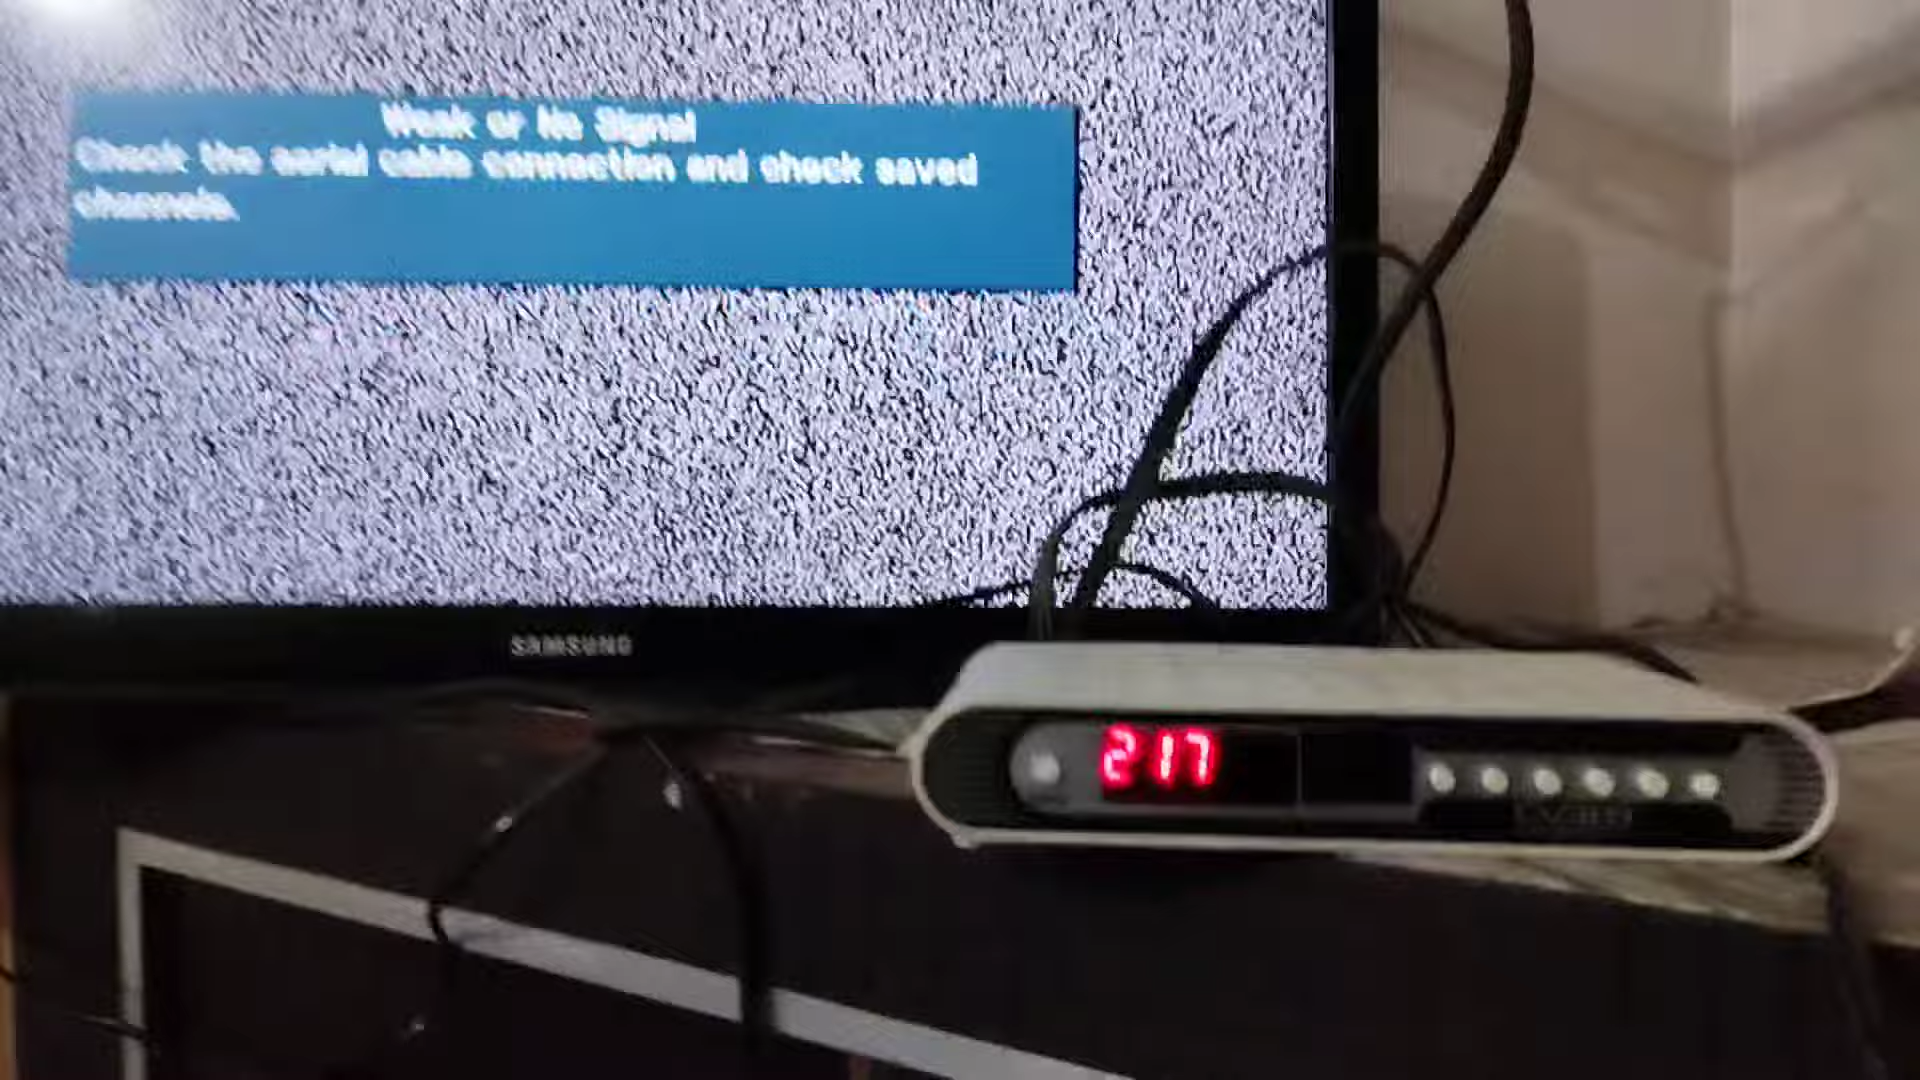 Weak or No Signal
Check the aerial cable connection and check saved
channels.
SAMSUNG
217